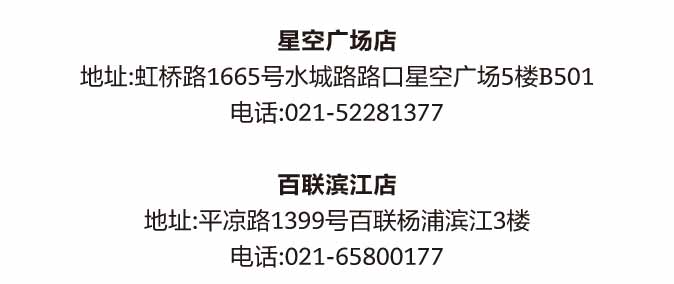 星空广场店
地址:虹桥路1665号水城路路口星空广场5楼B501
电话:021-52281377
百联滨江店
地址:平凉路1399号百联杨浦滨江3楼
电话:021-65800177